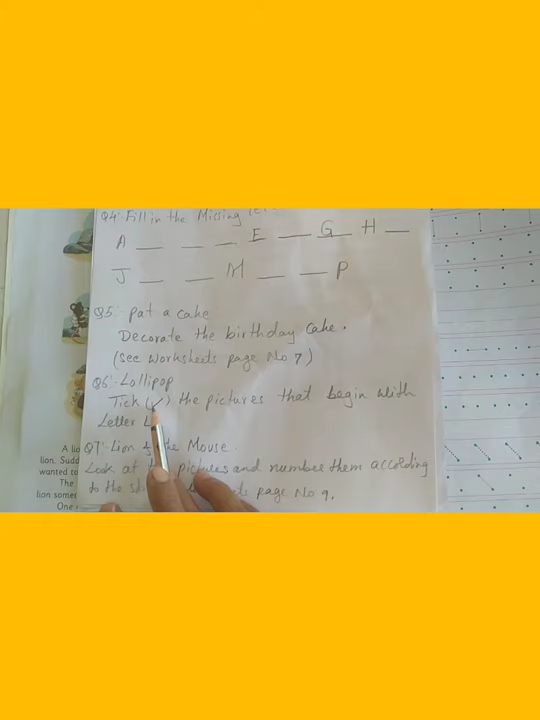 Q4:- Fill in the Missing
A _ _ _ E _ G H _
J _ _ M _ _ P
Q5:- Pat a cake
Decorate the birthday cake.
(See Worksheets page No 7)
Q6:- Lollipop
Tick (✓) the pictures that begin with
Letter L
Q7:- Lion & the Mouse.
Look at the pictures and number them according
to the page No 9.
A lio
lion. Sudd
wanted to
The
lion some
One